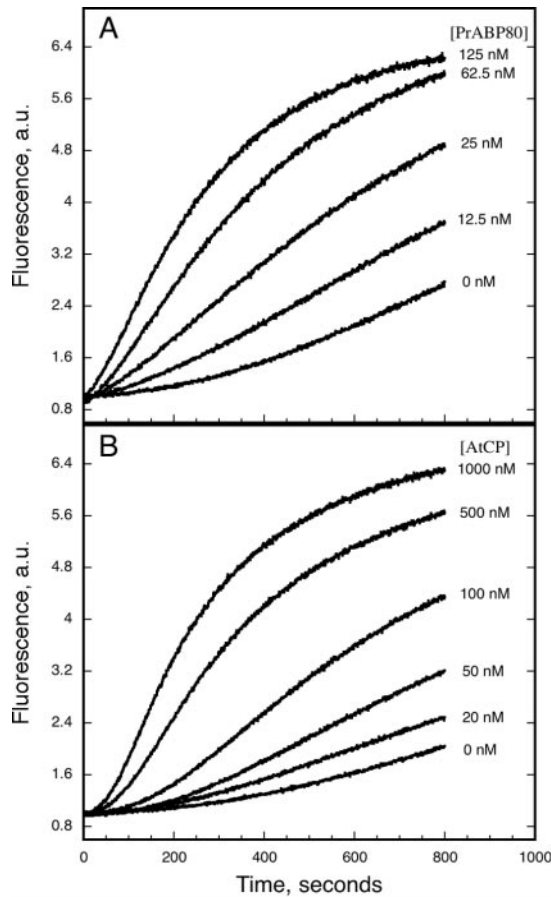 A
[PrABP80]
6.4
125 nM
62.5 nM
5.6
4.8
25 nM
4
3.2
12.5 nM
2.4
0 nM
1.6
0.8
Fluorescence, a.u.
B
[AtCP]
6.4
1000 nM
5.6
500 nM
4.8
4
100 nM
3.2
50 nM
2.4
20 nM
0 nM
1.6
0.8
Fluorescence, a.u.
0 200 400 600 800 1000
Time, seconds